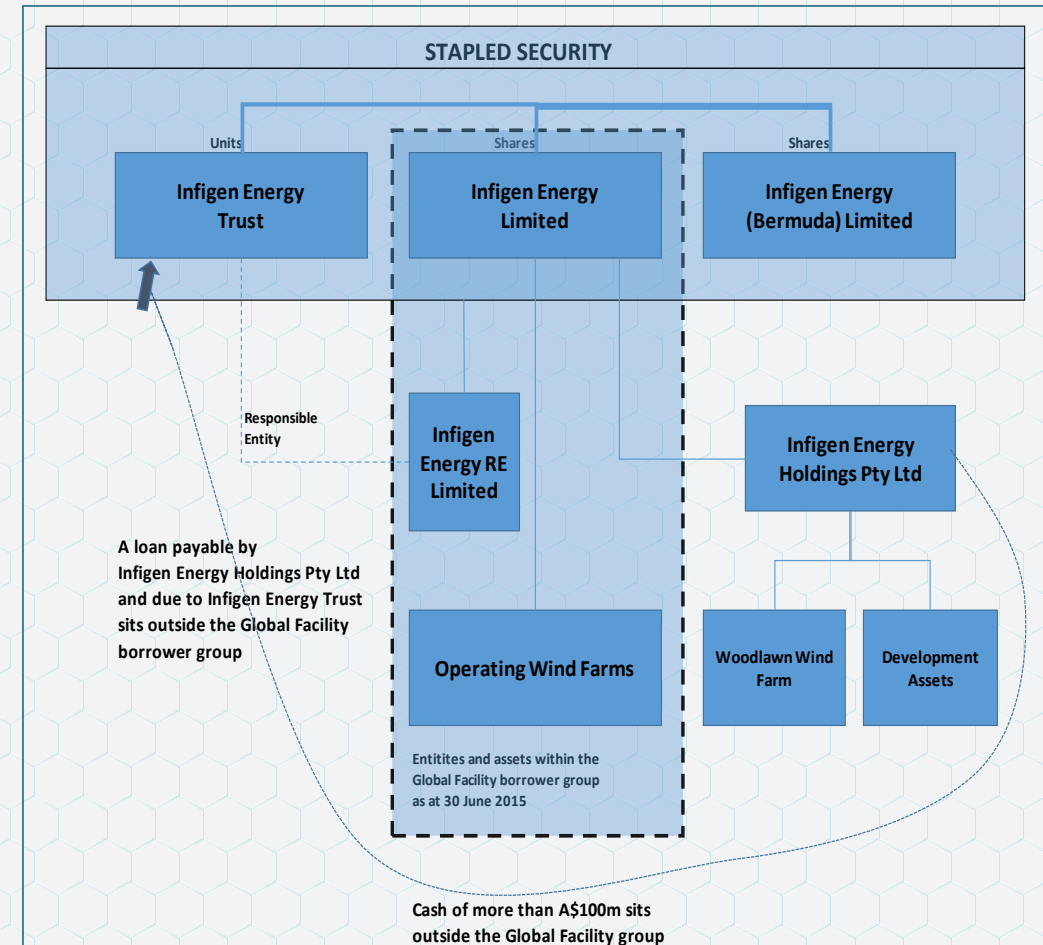 STAPLED SECURITY
Units
Shares
Shares
Infigen Energy
Trust
Infigen Energy
Limited
Infigen Energy
(Bermuda) Limited
Responsible
Entity
Infigen
Energy RE
Limited
Infigen Energy
Holdings Pty Ltd
A loan payable by
Infigen Energy Holdings Pty Ltd
and due to Infigen Energy Trust
sits outside the Global Facility
borrower group
Operating Wind Farms
Woodlawn Wind
Farm
Development
Assets
Entitites and assets within the
Global Facility borrower group
as at 30 June 2015
Cash of more than A$100m sits
outside the Global Facility group